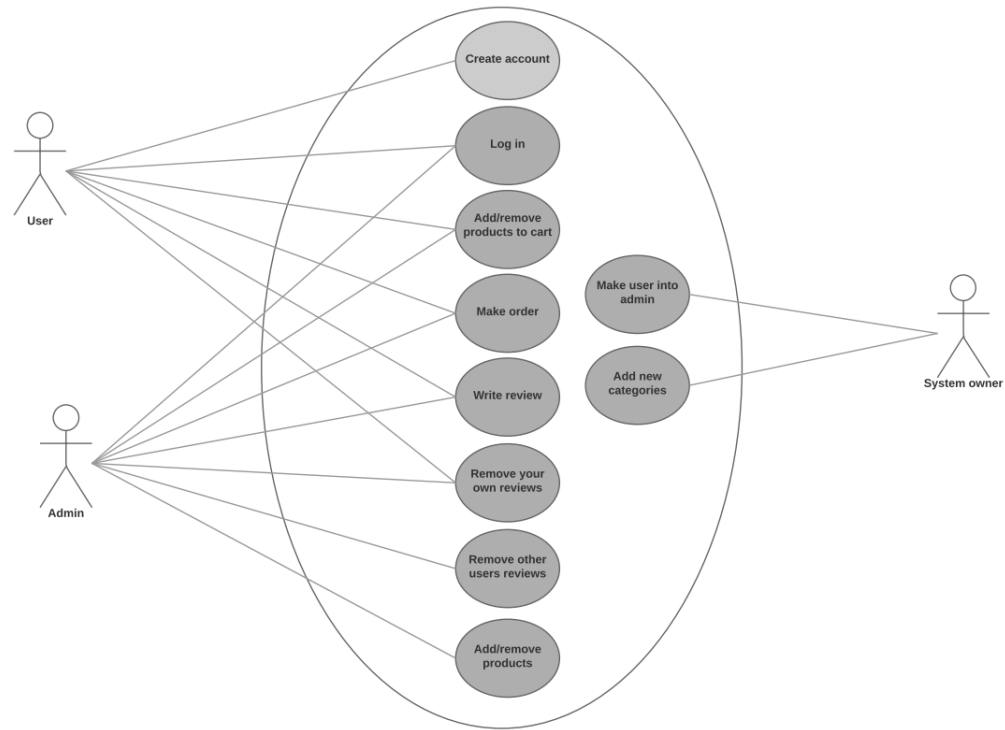 Create account
Log in
User
Add/remove
products to cart
Make user into
admin
Make order
System owner
Add new
categories
Write review
Remove your
own reviews
Admin
Remove other
users reviews
Add/remove
products